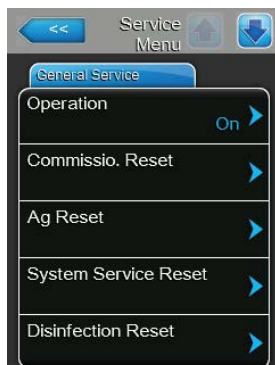 <<
Service
Menu
General Service
Operation
On
Commissio. Reset
Ag Reset
System Service Reset
Disinfection Reset